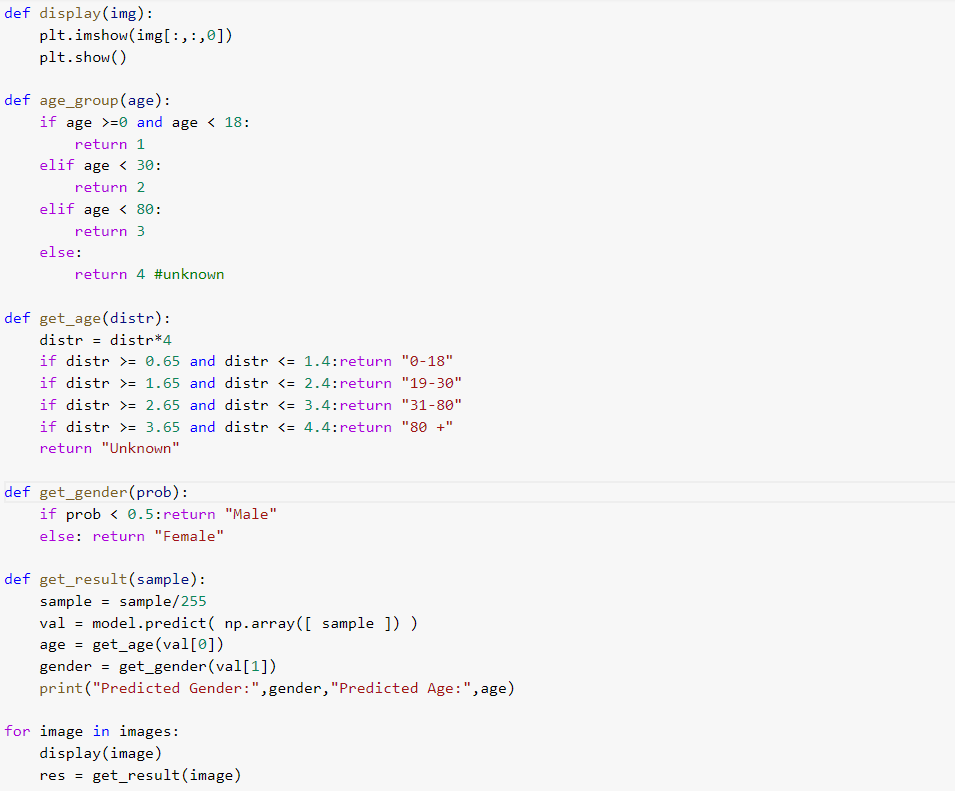 def display(img):
    plt.imshow(img[:,:,0])
    plt.show()

def age_group(age):
    if age >=0 and age < 18:
        return 1
    elif age < 30:
        return 2
    elif age < 80:
        return 3
    else:
        return 4 #unknown

def get_age(distr):
    distr = distr*4
    if distr >= 0.65 and distr <= 1.4:return "0-18"
    if distr >= 1.65 and distr <= 2.4:return "19-30"
    if distr >= 2.65 and distr <= 3.4:return "31-80"
    if distr >= 3.65 and distr <= 4.4:return "80 +"
    return "Unknown"

def get_gender(prob):
    if prob < 0.5:return "Male"
    else: return "Female"

def get_result(sample):
    sample = sample/255
    val = model.predict( np.array([ sample ]) )
    age = get_age(val[0])
    gender = get_gender(val[1])
    print("Predicted Gender:",gender,"Predicted Age:",age)

for image in images:
    display(image)
    res = get_result(image)